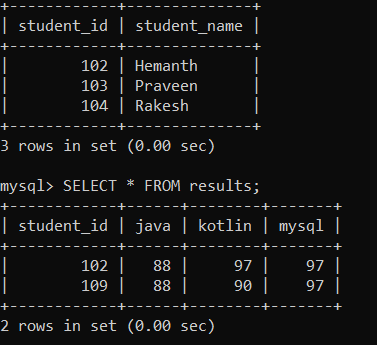 +------------+--------------+
| student_id | student_name |
+------------+--------------+
|        102 | Hemanth      |
|        103 | Praveen      |
|        104 | Rakesh       |
+------------+--------------+
3 rows in set (0.00 sec)

mysql> SELECT * FROM results;
+------------+------+--------+-------+
| student_id | java | kotlin | mysql |
+------------+------+--------+-------+
|        102 |   88 |     97 |    97 |
|        109 |   88 |     90 |    97 |
+------------+------+--------+-------+
2 rows in set (0.00 sec)